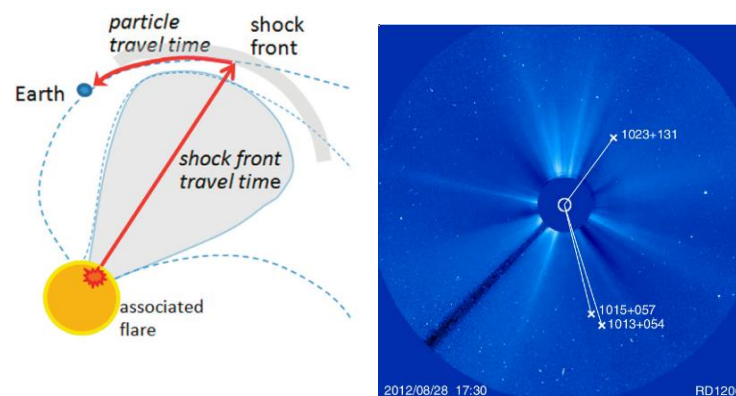 particle
travel time
shock
front
Earth
shock front
travel time
associated
flare
1023+131
1015+057
1013+054
2012/08/28 17:30
RD120